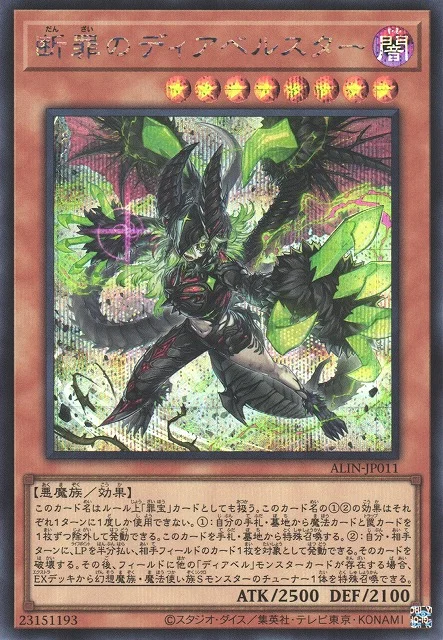 断罪のディアベルスター
闇
ALIN-JP011
【悪魔族／効果】
このカード名はルール上「罪宝」カードとしても扱う。このカード名の①②の効果はそ
れぞれ1ターンに1度しか使用できない。①：自分の手札・墓地から魔法カードと罠カードを
1枚ずつ除外して発動できる。このカードを手札・墓地から特殊召喚する。②：自分・相手
ターンに、LPを半分払い、相手フィールドのカード1枚を対象として発動できる。そのカードを
破壊する。その後、フィールドに他の「ディアベル」モンスターカードが存在する場合、
EXデッキから幻想魔族・魔法使い族Sモンスターのチューナー1体を特殊召喚できる。
ATK/2500 DEF/2100
23151193
©スタジオ・ダイス／集英社・テレビ東京・KONAMI